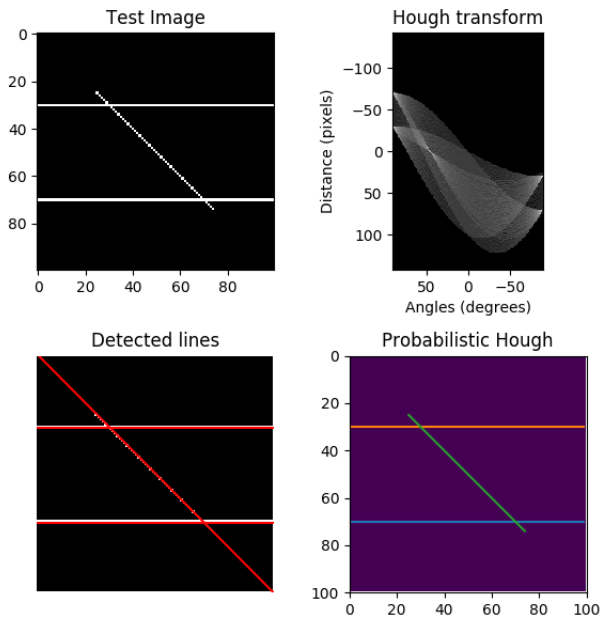 Test Image
0
20
40
60
80
0 20 40 60 80
Hough transform
Distance (pixels)
−100
−50
0
50
100
50 0 −50
Angles (degrees)
Detected lines
Probabilistic Hough
0
20
40
60
80
100
0 20 40 60 80 100